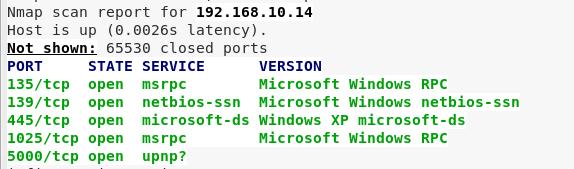 Nmap scan report for 192.168.10.14
Host is up (0.0026s latency).
Not shown: 65530 closed ports
PORT     STATE SERVICE      VERSION
135/tcp  open  msrpc        Microsoft Windows RPC
139/tcp  open  netbios-ssn  Microsoft Windows netbios-ssn
445/tcp  open  microsoft-ds Windows XP microsoft-ds
1025/tcp open  msrpc        Microsoft Windows RPC
5000/tcp open  upnp?